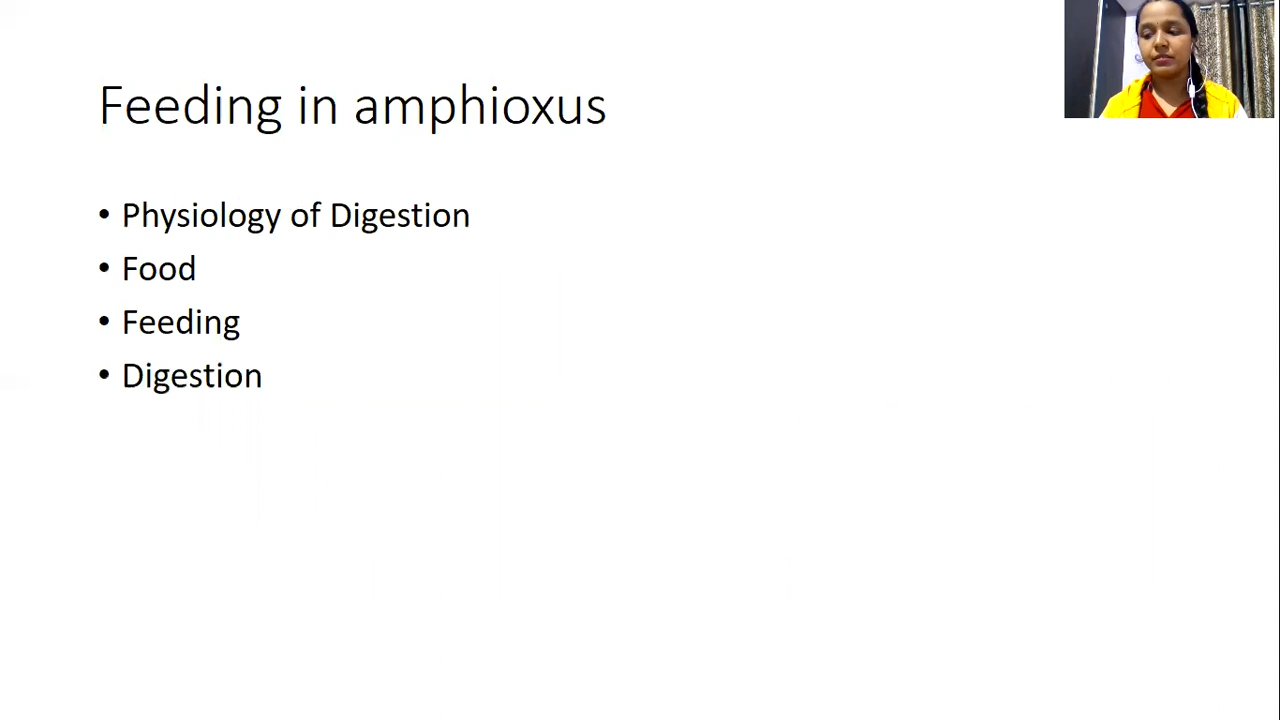 Feeding in amphioxus
• Physiology of Digestion
• Food
• Feeding
• Digestion